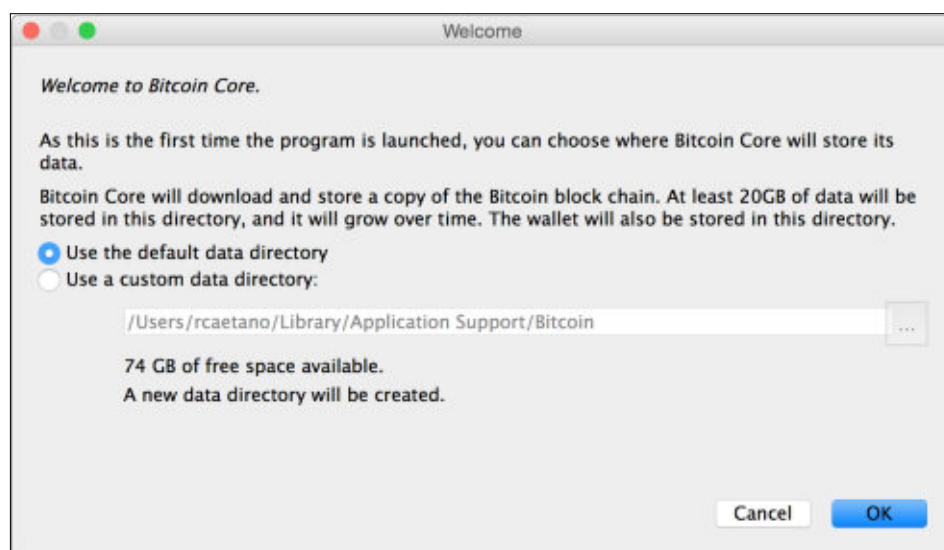 Welcome
Welcome to Bitcoin Core.
As this is the first time the program is launched, you can choose where Bitcoin Core will store its
data.
Bitcoin Core will download and store a copy of the Bitcoin block chain. At least 20GB of data will be
stored in this directory, and it will grow over time. The wallet will also be stored in this directory.
Use the default data directory
Use a custom data directory:
/Users/rcaetano/Library/Application Support/Bitcoin
...
74 GB of free space available.
A new data directory will be created.
Cancel OK